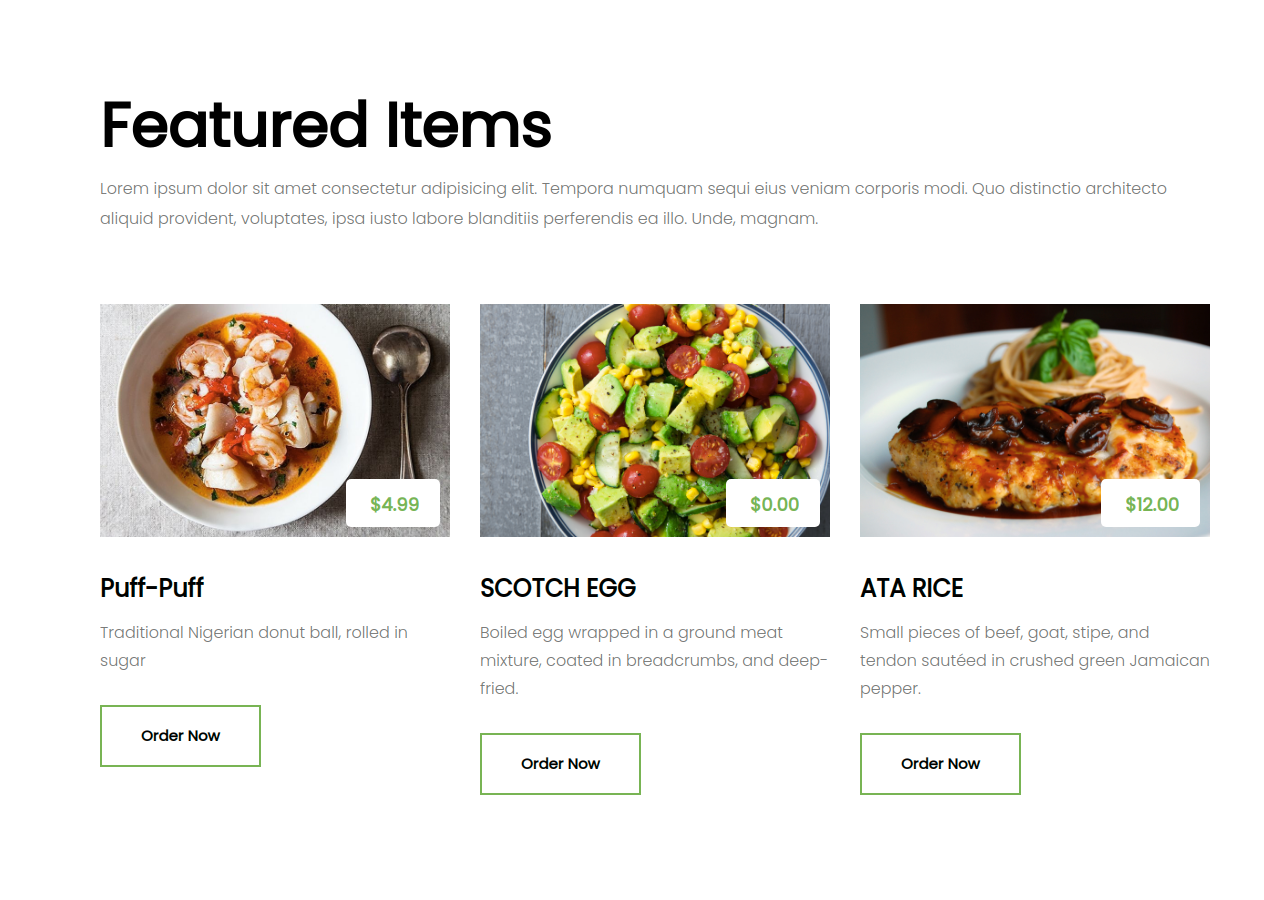 Featured Items
Lorem ipsum dolor sit amet consectetur adipisicing elit. Tempora numquam sequi eius veniam corporis modi. Quo distinctio architecto
aliquid provident, voluptates, ipsa iusto labore blanditiis perferendis ea illo. Unde, magnam.
$4.99
Puff-Puff
Traditional Nigerian donut ball, rolled in
sugar
Order Now
$0.00
SCOTCH EGG
Boiled egg wrapped in a ground meat
mixture, coated in breadcrumbs, and deep-
fried.
Order Now
$12.00
ATA RICE
Small pieces of beef, goat, stipe, and
tendon sautéed in crushed green Jamaican
pepper.
Order Now